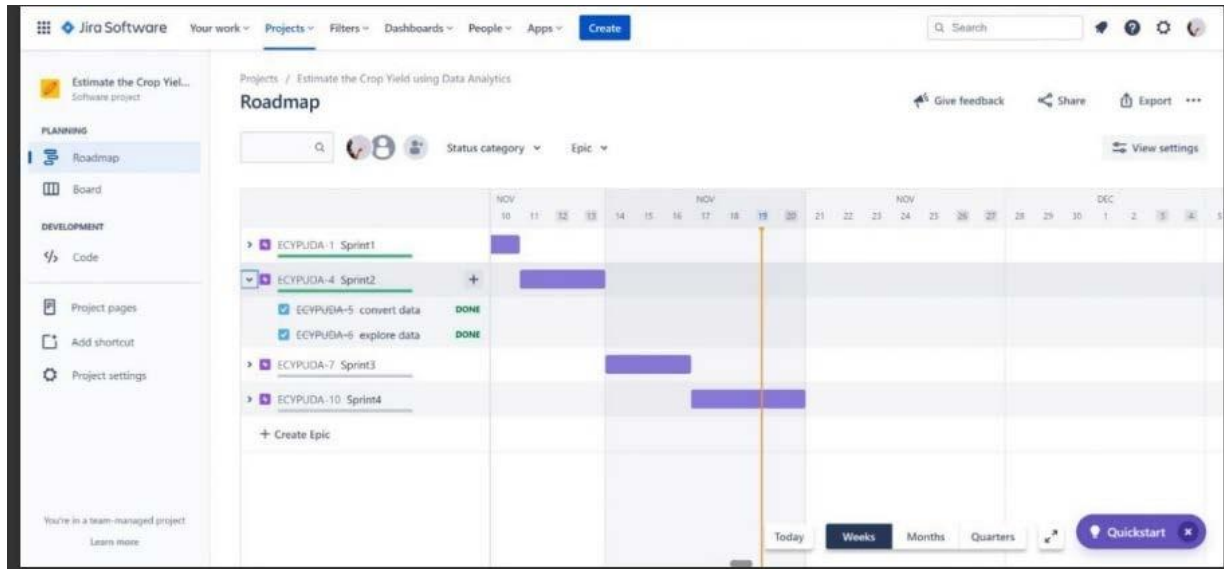 Jira Software Your work Projects Filters Dashboards People Apps Create Search
Estimate the Crop Yiel...
Software project
PLANNING
Roadmap
Board
DEVELOPMENT
Code
Project pages
Add shortcut
Project settings
You're in a team-managed project
Learn more
Projects / Estimate the Crop Yield using Data Analytics
Roadmap
Give feedback Share Export
Status category Epic View settings
NOV NOV NOV DEC
10 11 12 13 14 15 16 17 18 19 20 21 22 23 24 25 26 27 28 29 30 1 2 3 4
ECYPUDA-1 Sprint1
ECYPUDA-4 Sprint2
ECYPUDA-5 convert data DONE
ECYPUDA-6 explore data DONE
ECYPUDA-7 Sprint3
ECYPUDA-10 Sprint4
+ Create Epic
Today Weeks Months Quarters Quickstart